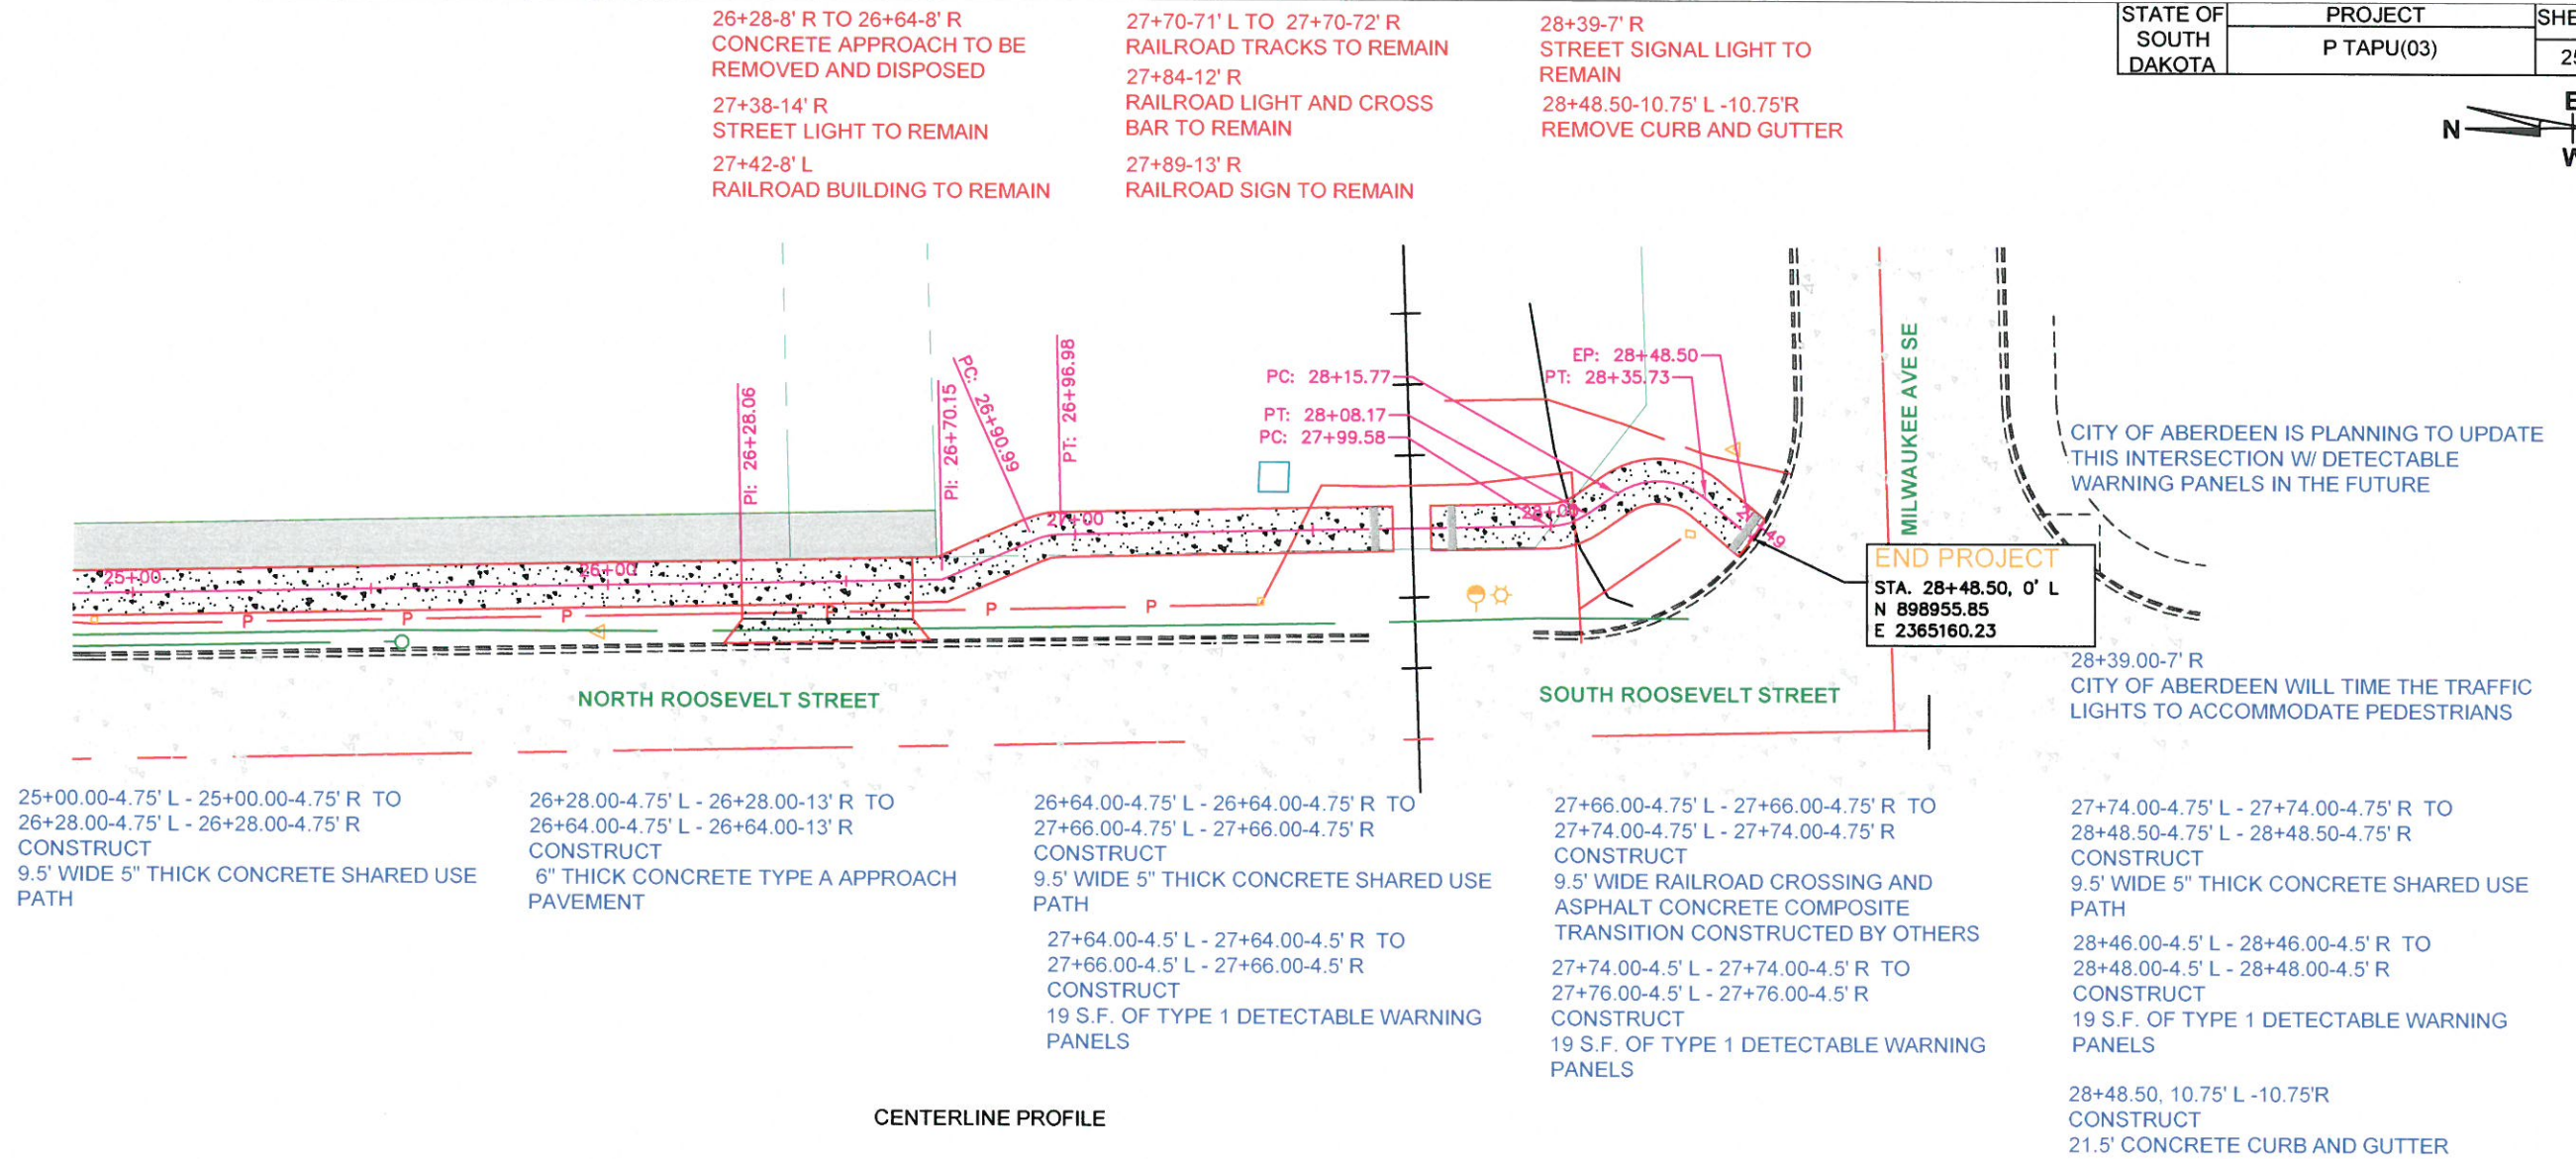 26+28-8' R TO 26+64-8' R
CONCRETE APPROACH TO BE
REMOVED AND DISPOSED
27+38-14' R
STREET LIGHT TO REMAIN
27+42-8' L
RAILROAD BUILDING TO REMAIN
27+70-71' L TO 27+70-72' R
RAILROAD TRACKS TO REMAIN
27+84-12' R
RAILROAD LIGHT AND CROSS
BAR TO REMAIN
27+89-13' R
RAILROAD SIGN TO REMAIN
28+39-7' R
STREET SIGNAL LIGHT TO
REMAIN
28+48.50-10.75' L -10.75'R
REMOVE CURB AND GUTTER
STATE OF
SOUTH
DAKOTA
PROJECT
P TAPU(03)
N
PI: 26+28.06
PI: 26+70.15
PC: 26+90.99
PT: 26+96.98
PC: 28+15.77
PT: 28+08.17
PC: 27+99.58
EP: 28+48.50
PT: 28+35.73
25+00
26+00
27+00
28+00
P
P
P
P
P
P
MILWAUKEE AVE SE
CITY OF ABERDEEN IS PLANNING TO UPDATE
THIS INTERSECTION W/ DETECTABLE
WARNING PANELS IN THE FUTURE
END PROJECT
STA. 28+48.50, 0' L
N 898955.85
E 2365160.23
28+39.00-7' R
CITY OF ABERDEEN WILL TIME THE TRAFFIC
LIGHTS TO ACCOMMODATE PEDESTRIANS
NORTH ROOSEVELT STREET
SOUTH ROOSEVELT STREET
25+00.00-4.75' L - 25+00.00-4.75' R TO
26+28.00-4.75' L - 26+28.00-4.75' R
CONSTRUCT
9.5' WIDE 5" THICK CONCRETE SHARED USE
PATH
26+28.00-4.75' L - 26+28.00-13' R TO
26+64.00-4.75' L - 26+64.00-13' R
CONSTRUCT
6" THICK CONCRETE TYPE A APPROACH
PAVEMENT
26+64.00-4.75' L - 26+64.00-4.75' R TO
27+66.00-4.75' L - 27+66.00-4.75' R
CONSTRUCT
9.5' WIDE 5" THICK CONCRETE SHARED USE
PATH
27+64.00-4.5' L - 27+64.00-4.5' R TO
27+66.00-4.5' L - 27+66.00-4.5' R
CONSTRUCT
19 S.F. OF TYPE 1 DETECTABLE WARNING
PANELS
27+66.00-4.75' L - 27+66.00-4.75' R TO
27+74.00-4.75' L - 27+74.00-4.75' R
CONSTRUCT
9.5' WIDE RAILROAD CROSSING AND
ASPHALT CONCRETE COMPOSITE
TRANSITION CONSTRUCTED BY OTHERS
27+74.00-4.5' L - 27+74.00-4.5' R TO
27+76.00-4.5' L - 27+76.00-4.5' R
CONSTRUCT
19 S.F. OF TYPE 1 DETECTABLE WARNING
PANELS
27+74.00-4.75' L - 27+74.00-4.75' R TO
28+48.50-4.75' L - 28+48.50-4.75' R
CONSTRUCT
9.5' WIDE 5" THICK CONCRETE SHARED USE
PATH
28+46.00-4.5' L - 28+46.00-4.5' R TO
28+48.00-4.5' L - 28+48.00-4.5' R
CONSTRUCT
19 S.F. OF TYPE 1 DETECTABLE WARNING
PANELS
28+48.50, 10.75' L -10.75'R
CONSTRUCT
21.5' CONCRETE CURB AND GUTTER
CENTERLINE PROFILE